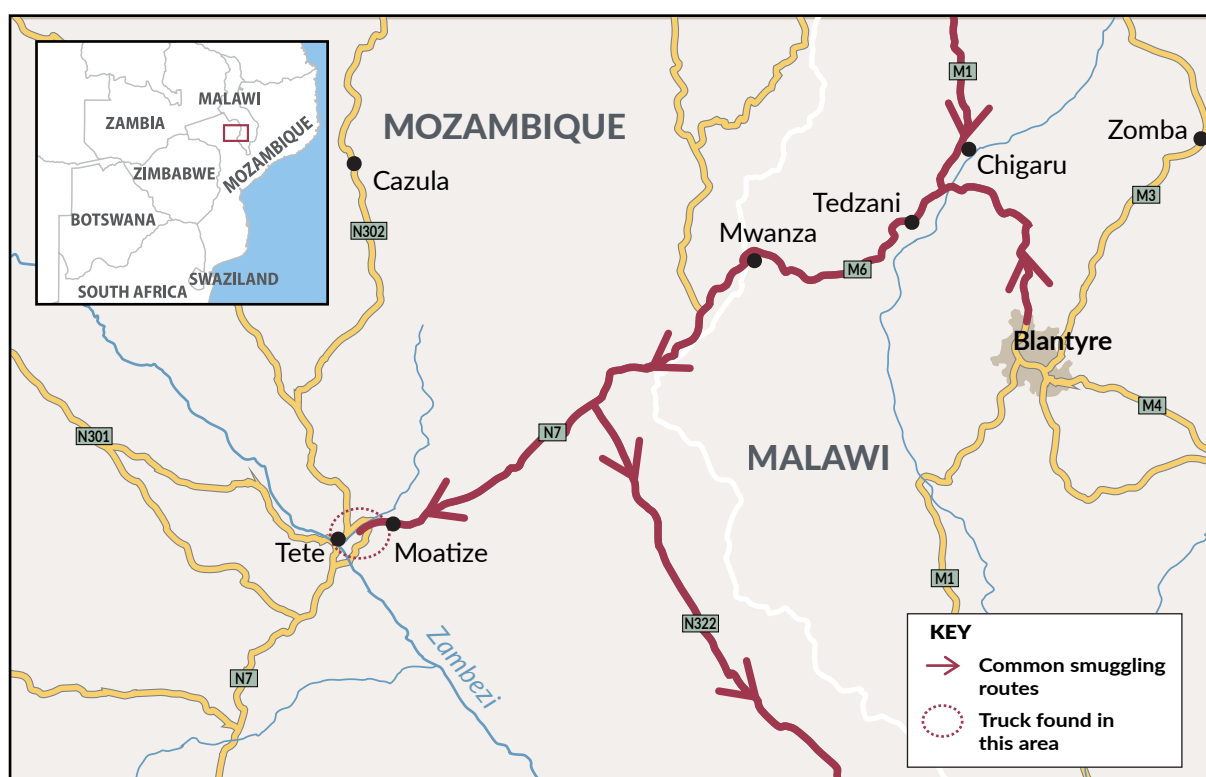 MALAWI
ZAMBIA
ZIMBABWE
MOZAMBIQUE
BOTSWANA
SWAZILAND
SOUTH AFRICA
MOZAMBIQUE
M1
Zomba
Chigaru
Cazula
M3
Tedzani
N302
Mwanza
M6
Blantyre
M4
N301
N7
MALAWI
Tete
Moatize
M1
N322
Zambezi
N7
KEY
Common smuggling
routes
Truck found in
this area